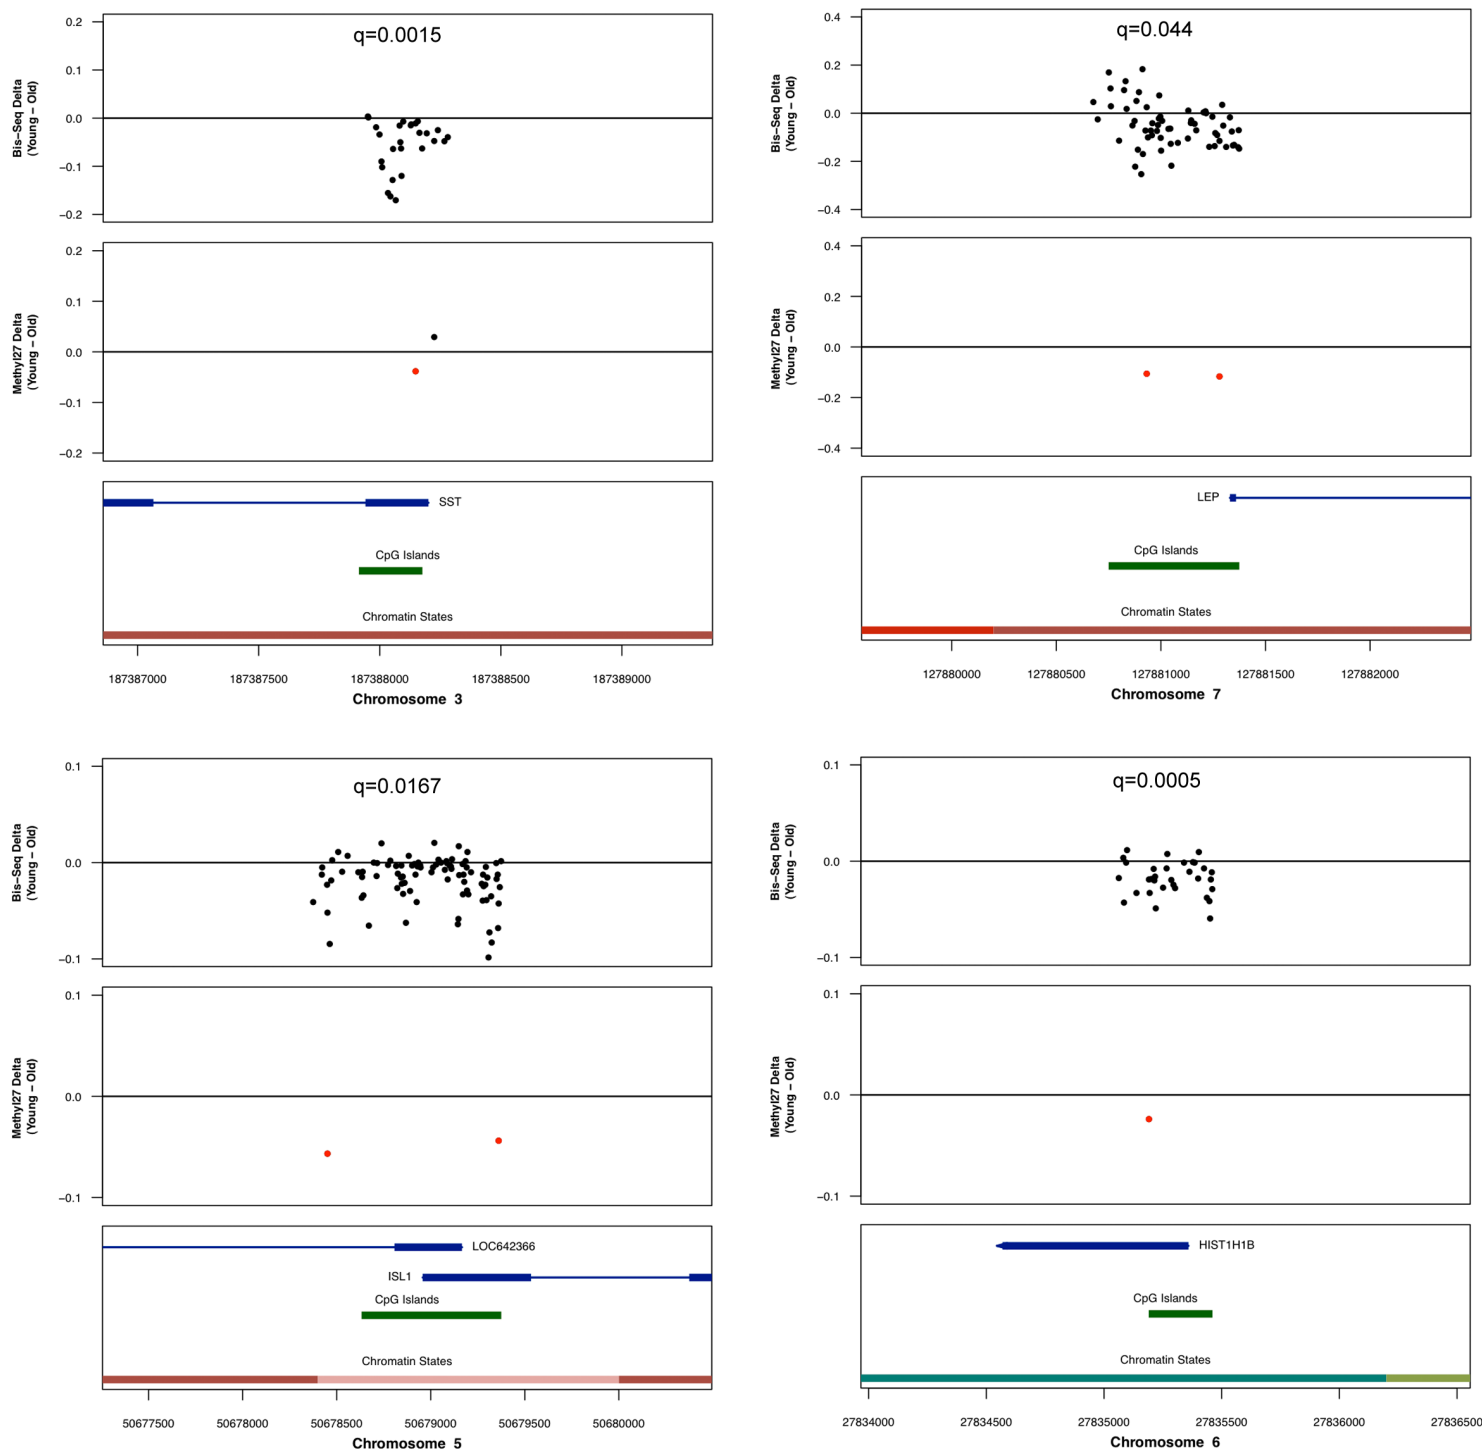 q=0.0015
0.2
0.1
0.0
−0.1
−0.2
Bis−Seq Delta
(Young − Old)
0.2
0.1
0.0
−0.1
−0.2
Methyl27 Delta
(Young − Old)
SST
CpG Islands
Chromatin States
187387000 187387500 187388000 187388500 187389000
Chromosome 3
q=0.044
0.4
0.2
0.0
−0.2
−0.4
Bis−Seq Delta
(Young − Old)
0.4
0.2
0.0
−0.2
−0.4
Methyl27 Delta
(Young − Old)
LEP
CpG Islands
Chromatin States
127880000 127880500 127881000 127881500 127882000
Chromosome 7
q=0.0167
0.1
0.0
−0.1
Bis−Seq Delta
(Young − Old)
0.1
0.0
−0.1
Methyl27 Delta
(Young − Old)
LOC642366
ISL1
CpG Islands
Chromatin States
50677500 50678000 50678500 50679000 50679500 50680000
Chromosome 5
q=0.0005
0.1
0.0
−0.1
Bis−Seq Delta
(Young − Old)
0.1
0.0
−0.1
Methyl27 Delta
(Young − Old)
HIST1H1B
CpG Islands
Chromatin States
27834000 27834500 27835000 27835500 27836000 27836500
Chromosome 6